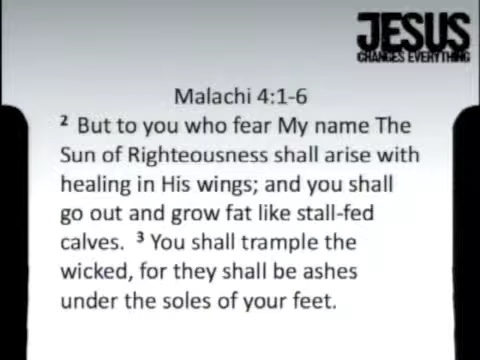 JESUS
CHANGES EVERYTHING
Malachi 4:1-6
² But to you who fear My name The
Sun of Righteousness shall arise with
healing in His wings; and you shall
go out and grow fat like stall-fed
calves. ³ You shall trample the
wicked, for they shall be ashes
under the soles of your feet.